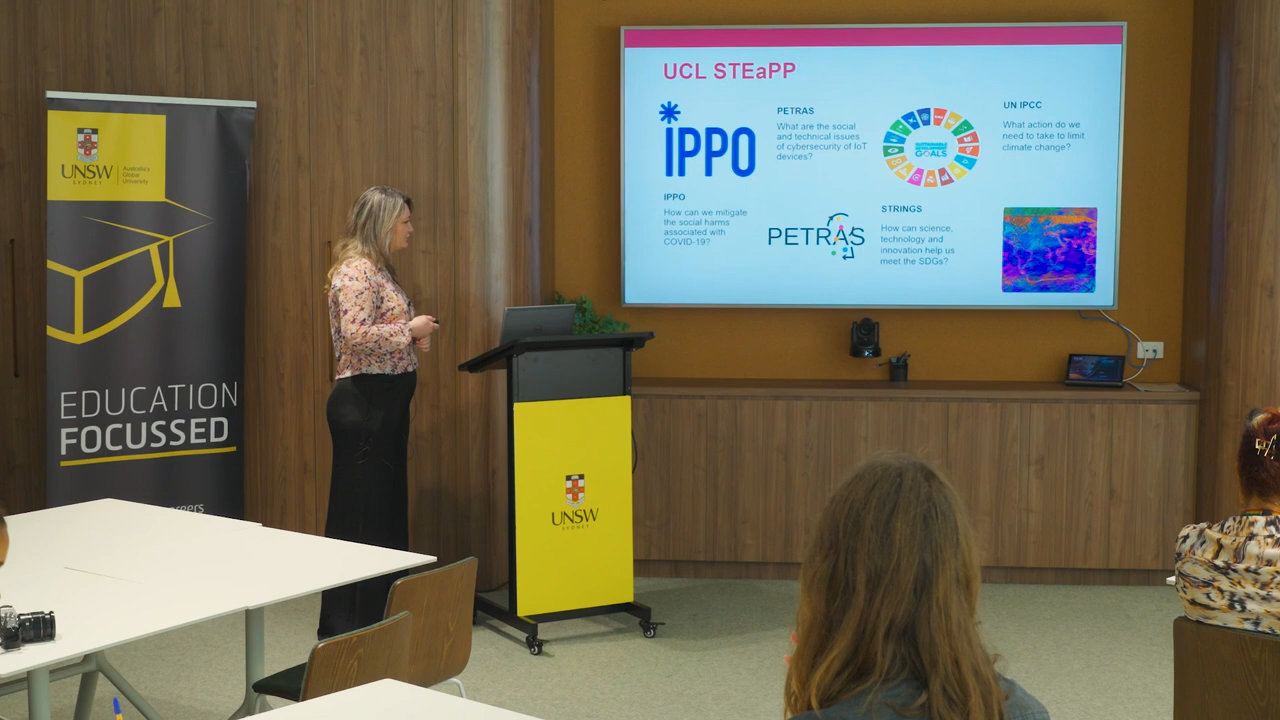 UNSW
SYDNEY
Australia's
Global
University
EDUCATION
FOCUSSED
careers
UCL STEaPP
IPPO
IPPO
How can we mitigate
the social harms
associated with
COVID-19?
PETRAS
What are the social
and technical issues
of cybersecurity of IoT
devices?
PETRAS
GOALS
STRINGS
How can science,
technology and
innovation help us
meet the SDGs?
UN IPCC
What action do we
need to take to limit
climate change?
UNSW
SYDNEY